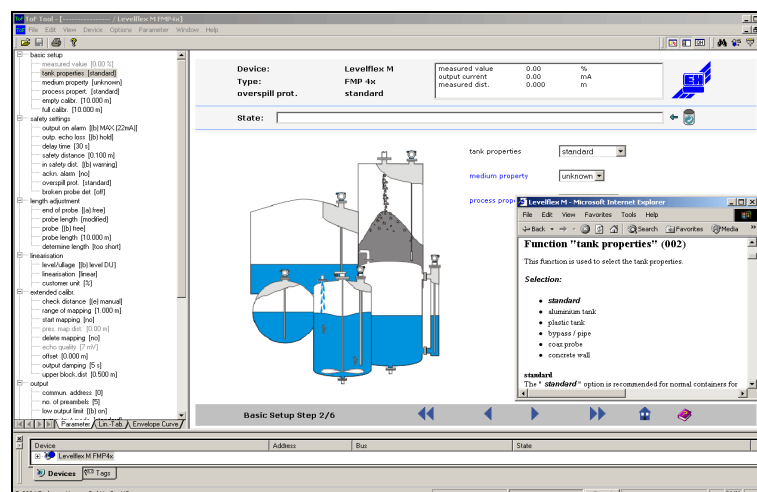 ToF Tool - [---------------- / Levelflex M FMP4x]
File Edit View Device Options Parameter Window Help
basic setup
measured value [0.00 %]
tank properties [standard]
medium property [unknown]
process propert. [standard]
empty calibr. [10.000 m]
full calibr. [10.000 m]
safety settings
output on alarm [(b) MAX (22mA)]
outp. echo loss [(b) hold]
delay time [30 s]
safety distance [0.100 m]
in safety dist. [(b) warning]
ackn. alarm [no]
overspill prot. [standard]
broken probe det [off]
length adjustment
end of probe [(a) free]
probe length [modified]
probe [(b) free]
probe length [10.000 m]
determine length [too short]
linearisation
level/ullage [(b) level DU]
linearisation [linear]
customer unit [%]
extended calibr.
check distance [(e) manual]
range of mapping [1.000 m]
start mapping [no]
pres. map dist. [0.00 m]
delete mapping [no]
echo quality [7 mV]
offset [0.000 m]
output damping [5 s]
upper block.dist [0.500 m]
output
commun. address [0]
no. of preambels [5]
low output limit [(b) on]
Parameter Lin.-Tab. Envelope Curve
Device: Levelflex M
Type: FMP 4x
overspill prot. standard
measured value 0.00 %
output current 0.00 mA
measured dist. 0.000 m
EH
State:
tank properties standard
medium property unknown
Levelflex M - Microsoft Internet Explorer
File Edit View Favorites Tools Help
Back Search Favorites Media
Function "tank properties" (002)
This function is used to select the tank properties.
Selection:
standard
aluminium tank
plastic tank
bypass / pipe
coax probe
concrete wall
standard
The " standard " option is recommended for normal containers for
Basic Setup Step 2/6
Device Address Bus State
Levelflex M FMP4x
Devices Tags